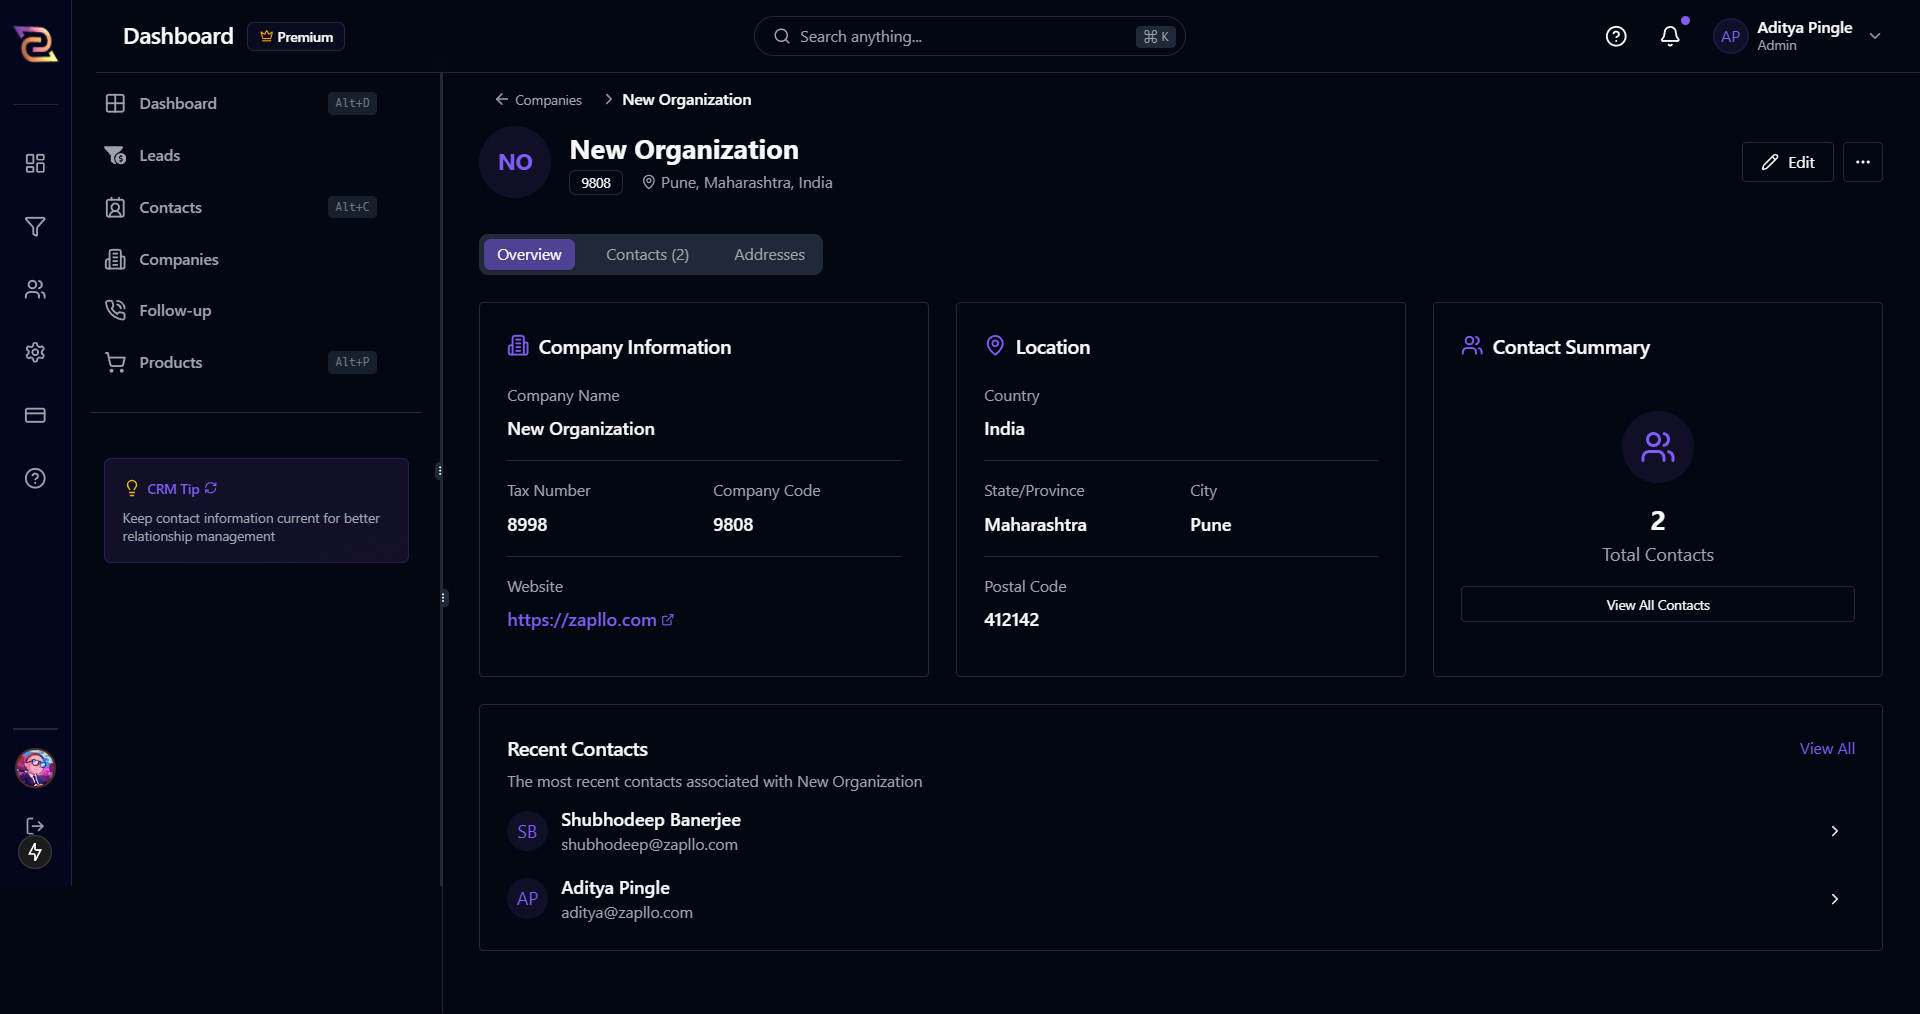 Dashboard
Premium
Search anything...
⌘ K
Aditya Pingle
AP
Admin
Dashboard
Alt+D
Leads
Contacts
Alt+C
Companies
Follow-up
Products
Alt+P
CRM Tip
Keep contact information current for better
relationship management
Companies
New Organization
NO
New Organization
9808
Pune, Maharashtra, India
Edit
Overview
Contacts (2)
Addresses
Company Information
Company Name
New Organization
Tax Number
Company Code
8998
9808
Website
https://zapllo.com
Location
Country
India
State/Province
City
Maharashtra
Pune
Postal Code
412142
Contact Summary
2
Total Contacts
View All Contacts
Recent Contacts
View All
The most recent contacts associated with New Organization
SB
Shubhodeep Banerjee
shubhodeep@zapllo.com
AP
Aditya Pingle
aditya@zapllo.com